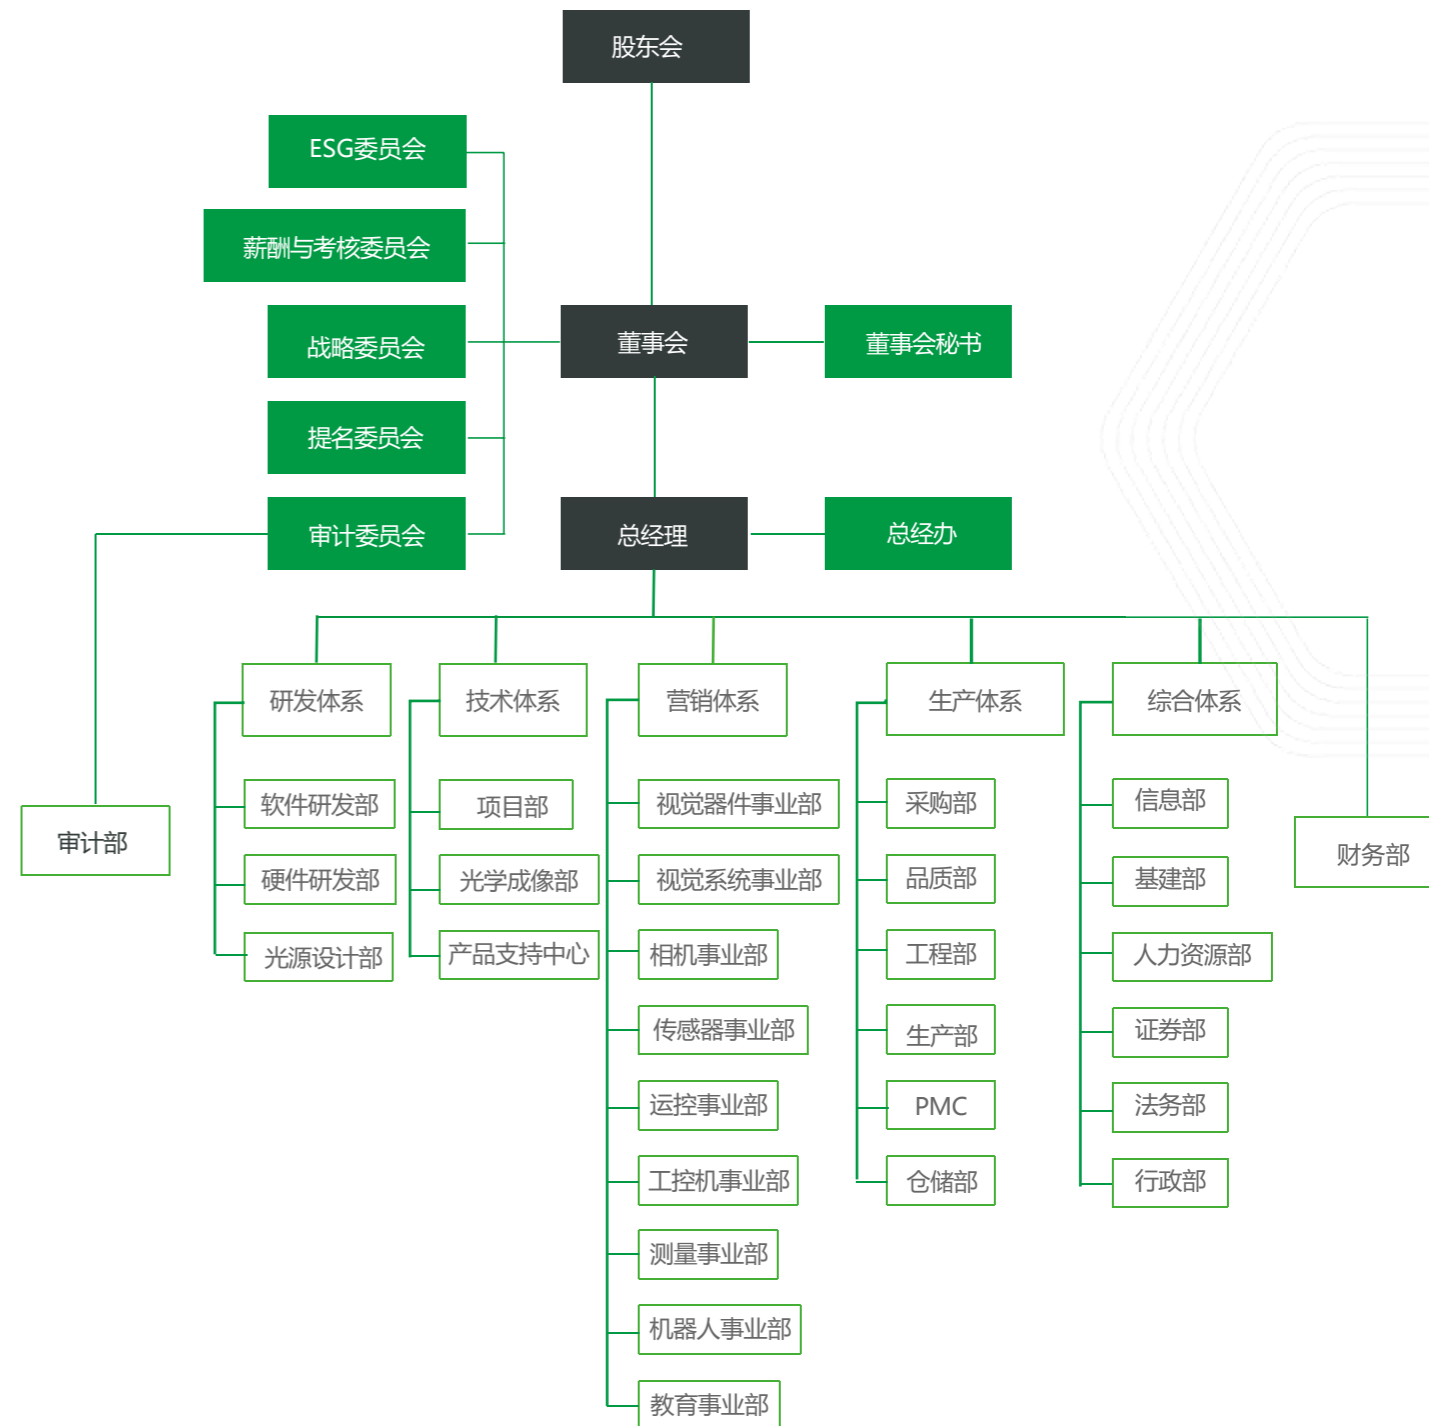 股东会
ESG委员会
薪酬与考核委员会
战略委员会
董事会
董事会秘书
提名委员会
审计委员会
总经理
总经办
研发体系
技术体系
营销体系
生产体系
综合体系
审计部
财务部
软件研发部
硬件研发部
光源设计部
项目部
光学成像部
产品支持中心
视觉器件事业部
视觉系统事业部
相机事业部
传感器事业部
运控事业部
工控机事业部
测量事业部
机器人事业部
教育事业部
采购部
品质部
工程部
生产部
PMC
仓储部
信息部
基建部
人力资源部
证券部
法务部
行政部